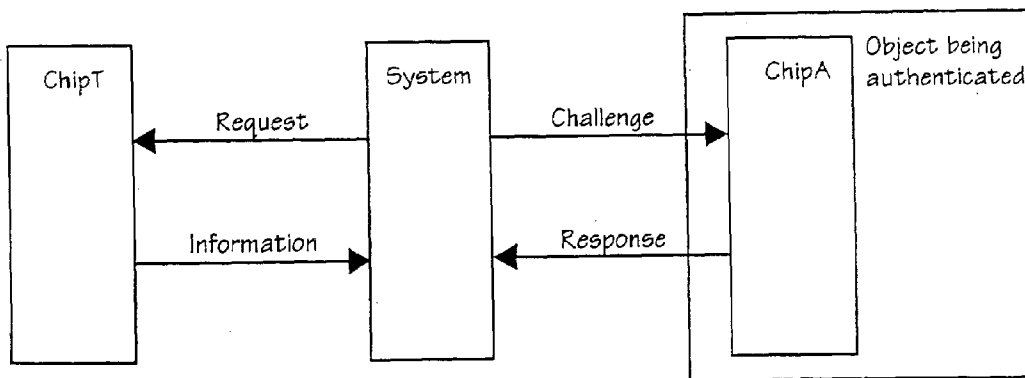 ChipT
System
ChipA
Object being
authenticated
Request
Challenge
Information
Response